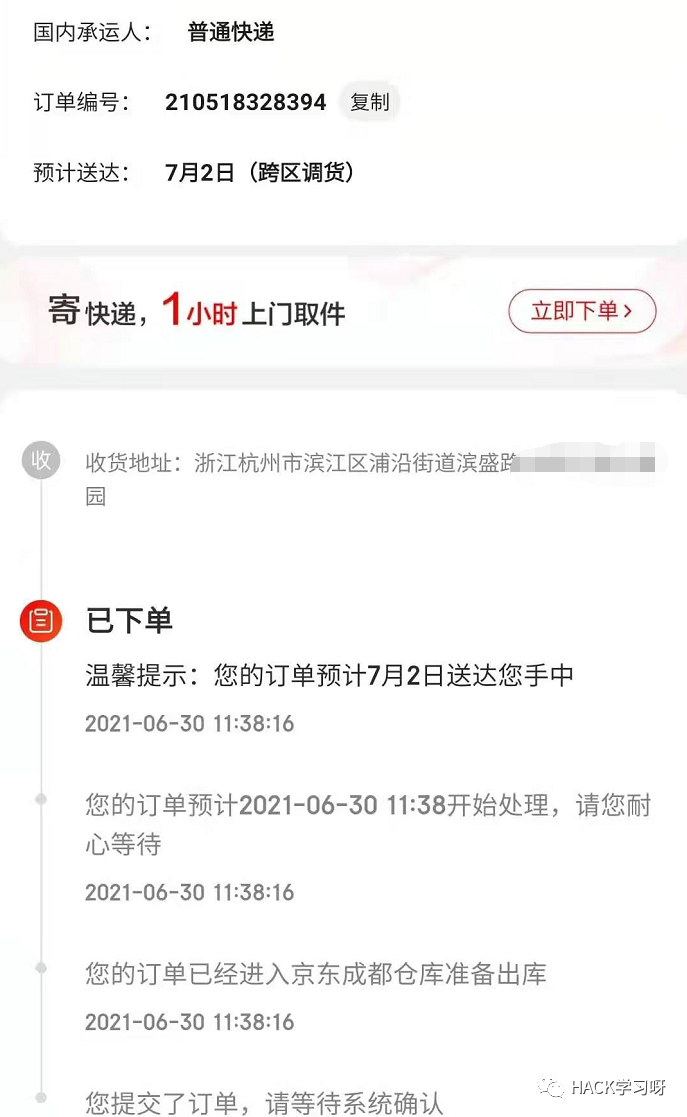 国内承运人： 普通快递
订单编号： 210518328394 复制
预计送达： 7月2日（跨区调货）
寄快递，1小时上门取件 立即下单>
收 收货地址：浙江杭州市滨江区浦沿街道滨盛路
园
已下单
温馨提示：您的订单预计7月2日送达您手中
2021-06-30 11:38:16
您的订单预计2021-06-30 11:38开始处理，请您耐
心等待
2021-06-30 11:38:16
您的订单已经进入京东成都仓库准备出库
2021-06-30 11:38:16
您提交了订单，请等待系统确认
HACK学习呀